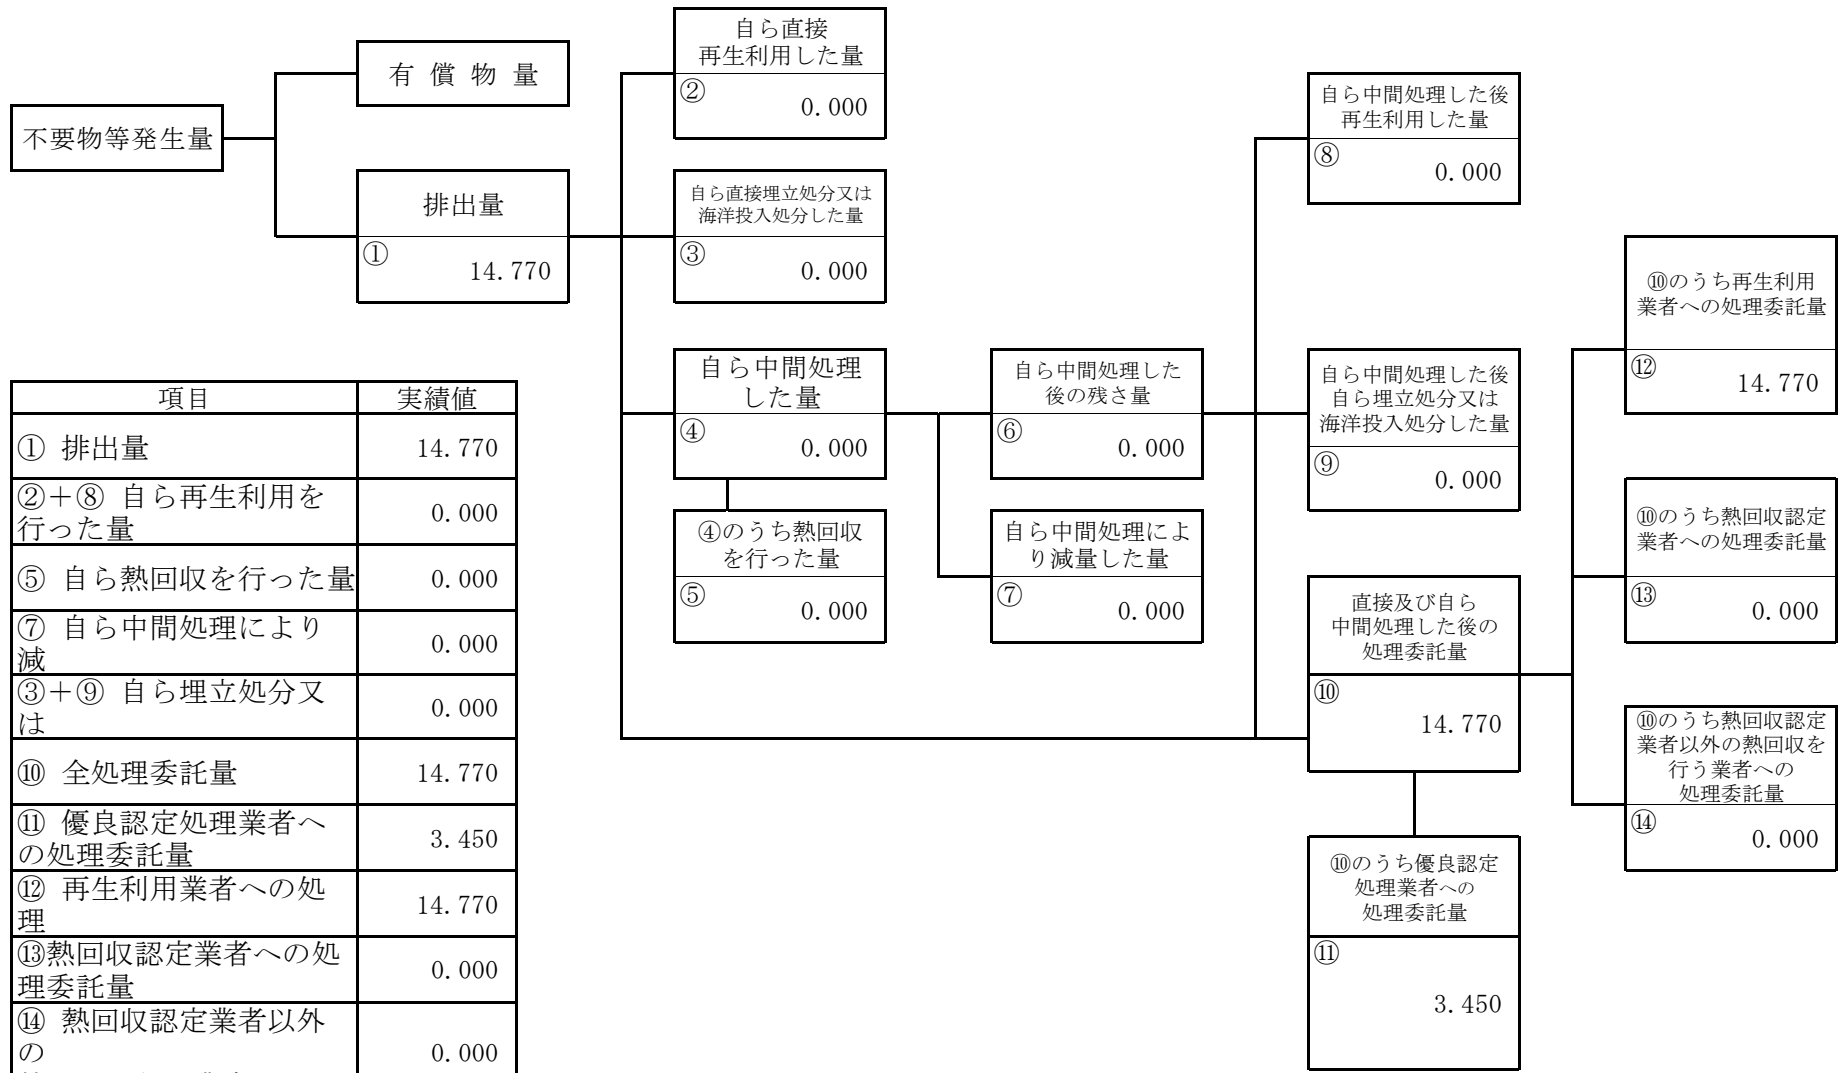 不要物等発生量
有 償 物 量
排出量
①
14.770
自ら直接
再生利用した量
②
0.000
自ら直接埋立処分又は
海洋投入処分した量
③
0.000
自ら中間処理
した量
④
0.000
④のうち熱回収
を行った量
⑤
0.000
自ら中間処理した
後の残さ量
⑥
0.000
自ら中間処理によ
り減量した量
⑦
0.000
自ら中間処理した後
再生利用した量
⑧
0.000
自ら中間処理した後
自ら埋立処分又は
海洋投入処分した量
⑨
0.000
直接及び自ら
中間処理した後の
処理委託量
⑩
14.770
⑩のうち優良認定
処理業者への
処理委託量
⑪
3.450
⑩のうち再生利用
業者への処理委託量
⑫
14.770
⑩のうち熱回収認定
業者への処理委託量
⑬
0.000
⑩のうち熱回収認定
業者以外の熱回収を
行う業者への
処理委託量
⑭
0.000
項目 実績値
① 排出量 14.770
②＋⑧ 自ら再生利用を
行った量 0.000
⑤ 自ら熱回収を行った量 0.000
⑦ 自ら中間処理により
減 0.000
③＋⑨ 自ら埋立処分又
は 0.000
⑩ 全処理委託量 14.770
⑪ 優良認定処理業者へ
の処理委託量 3.450
⑫ 再生利用業者への処
理 14.770
⑬熱回収認定業者への処
理委託量 0.000
⑭ 熱回収認定業者以外
の 0.000